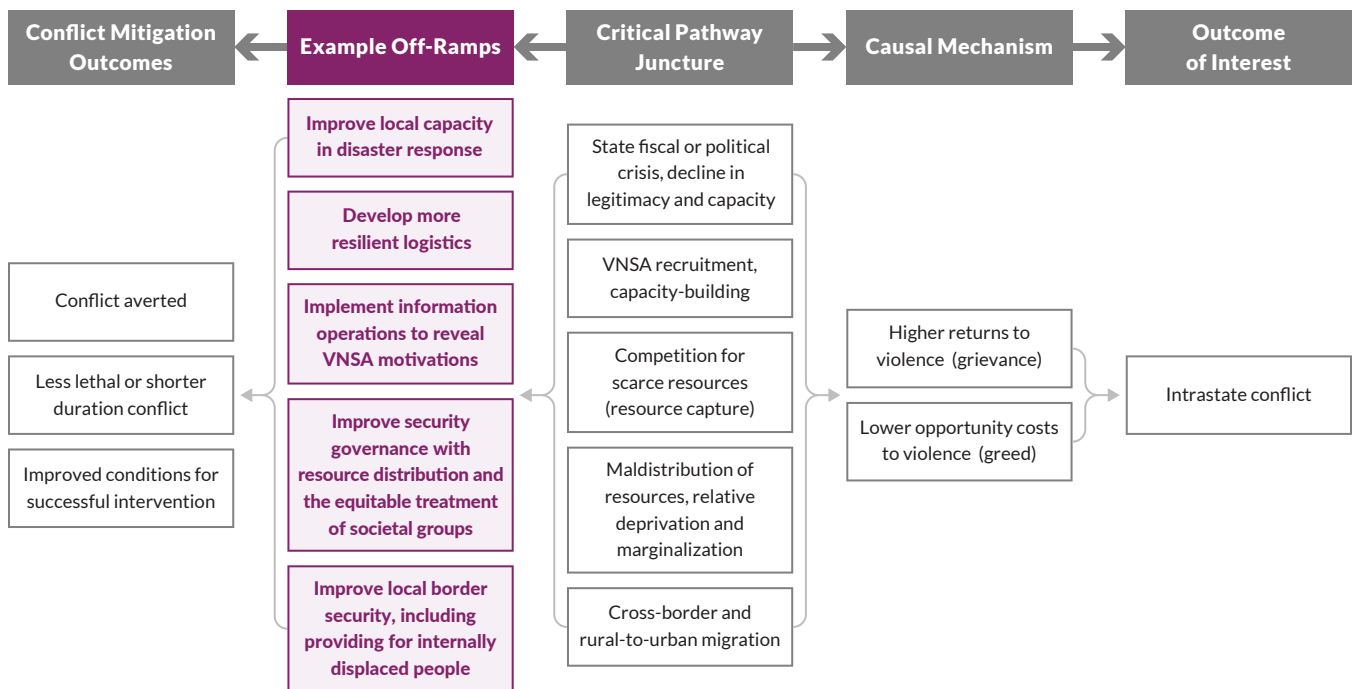 Conflict Mitigation
Outcomes
Example Off-Ramps
Critical Pathway
Juncture
Causal Mechanism
Outcome
of Interest
Conflict averted
Less lethal or shorter
duration conflict
Improved conditions for
successful intervention
Improve local capacity
in disaster response
Develop more
resilient logistics
Implement information
operations to reveal
VNSA motivations
Improve security
governance with
resource distribution and
the equitable treatment
of societal groups
Improve local border
security, including
providing for internally
displaced people
State fiscal or political
crisis, decline in
legitimacy and capacity
VNSA recruitment,
capacity-building
Competition for
scarce resources
(resource capture)
Maldistribution of
resources, relative
deprivation and
marginalization
Cross-border and
rural-to-urban migration
Higher returns to
violence (grievance)
Lower opportunity costs
to violence (greed)
Intrastate conflict